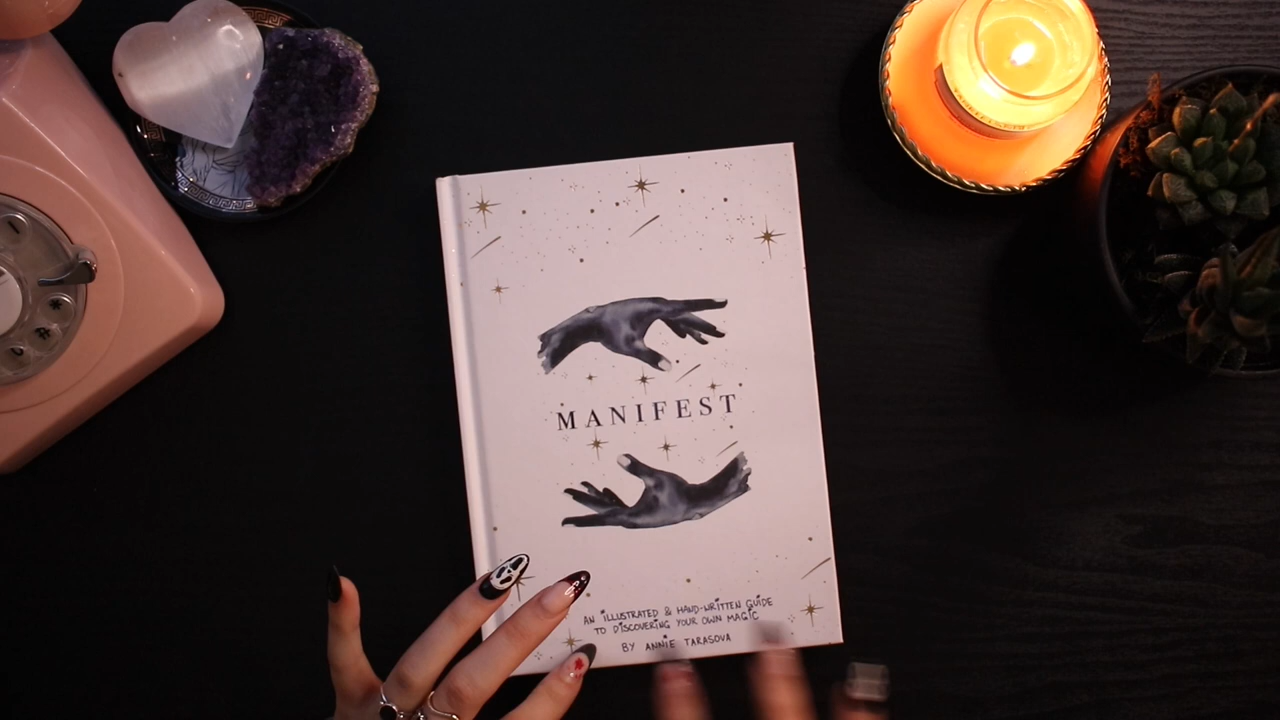 MANIFEST
AN ILLUSTRATED & HAND-WRITTEN GUIDE
TO DISCOVERING YOUR OWN MAGIC
BY ANNIE TARASOVA